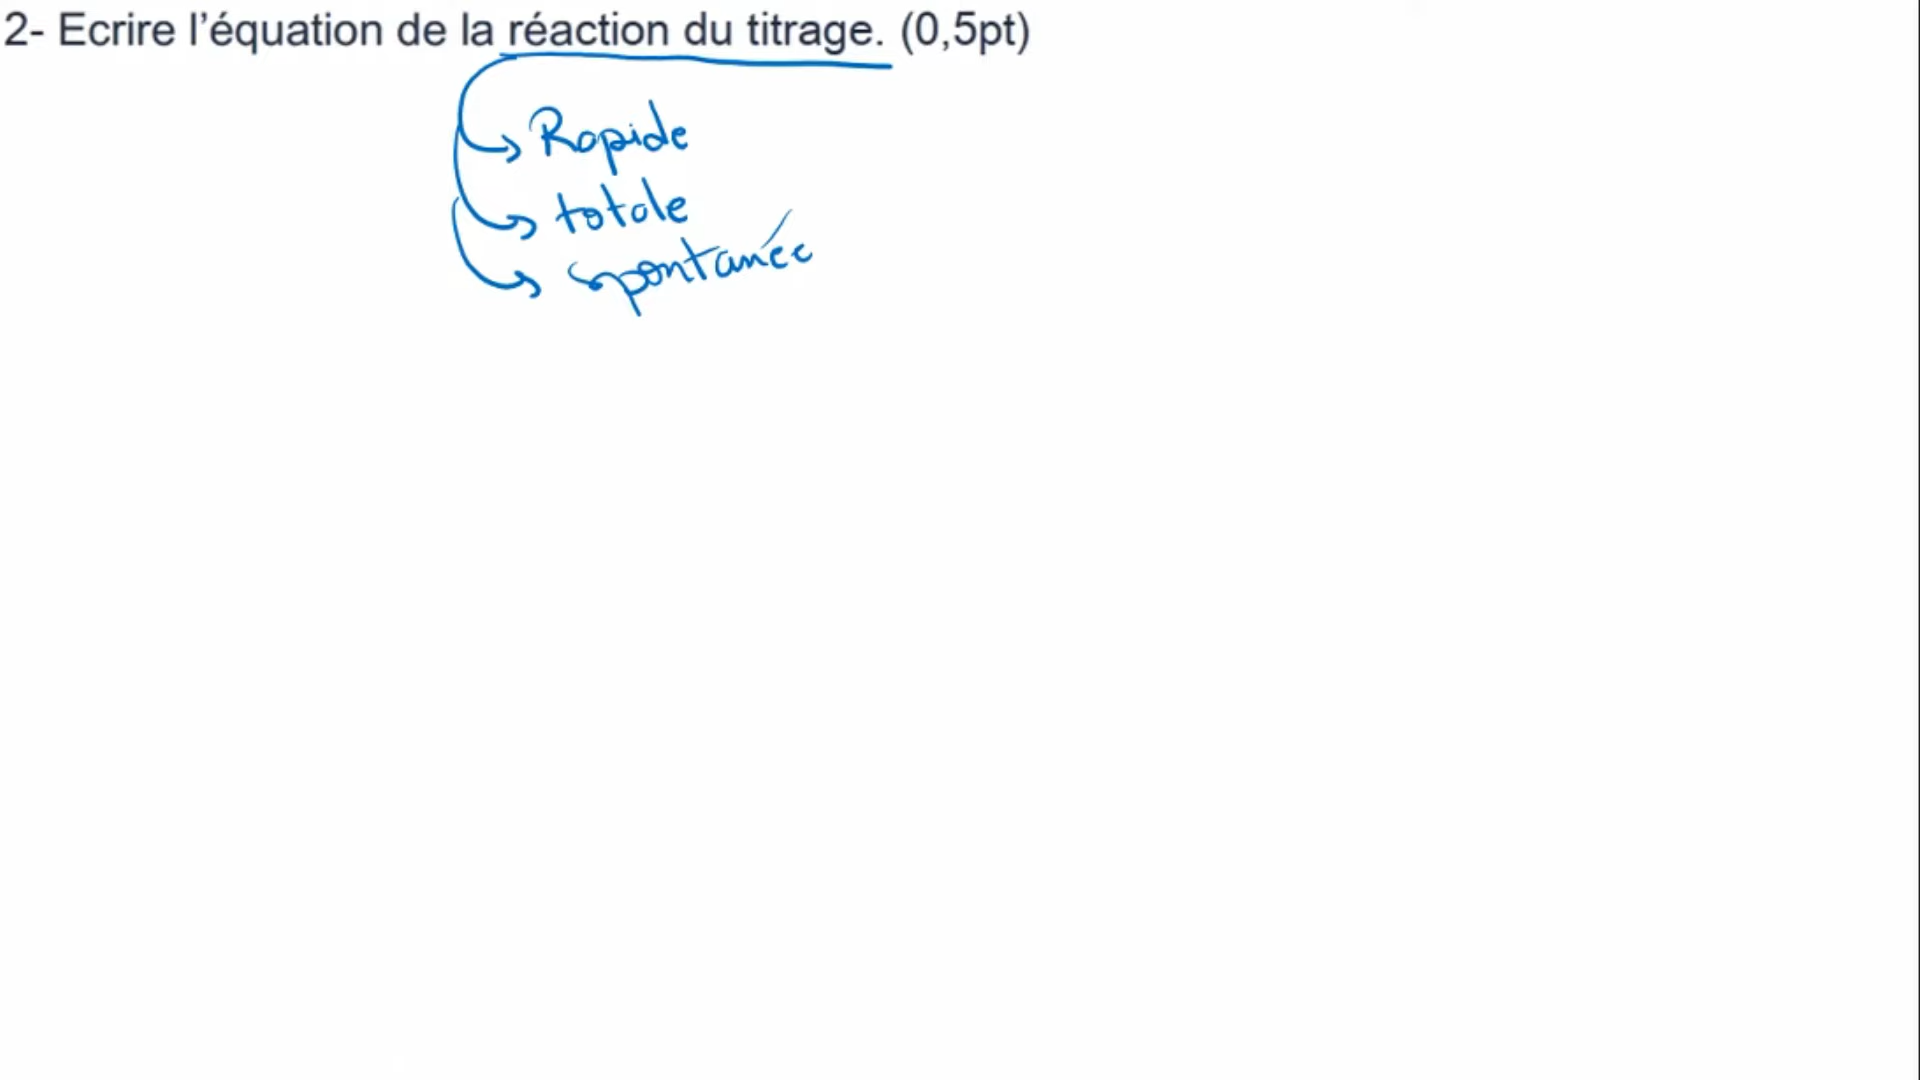 2- Ecrire l’équation de la réaction du titrage. (0,5pt)
Rapide
totale
spontanée